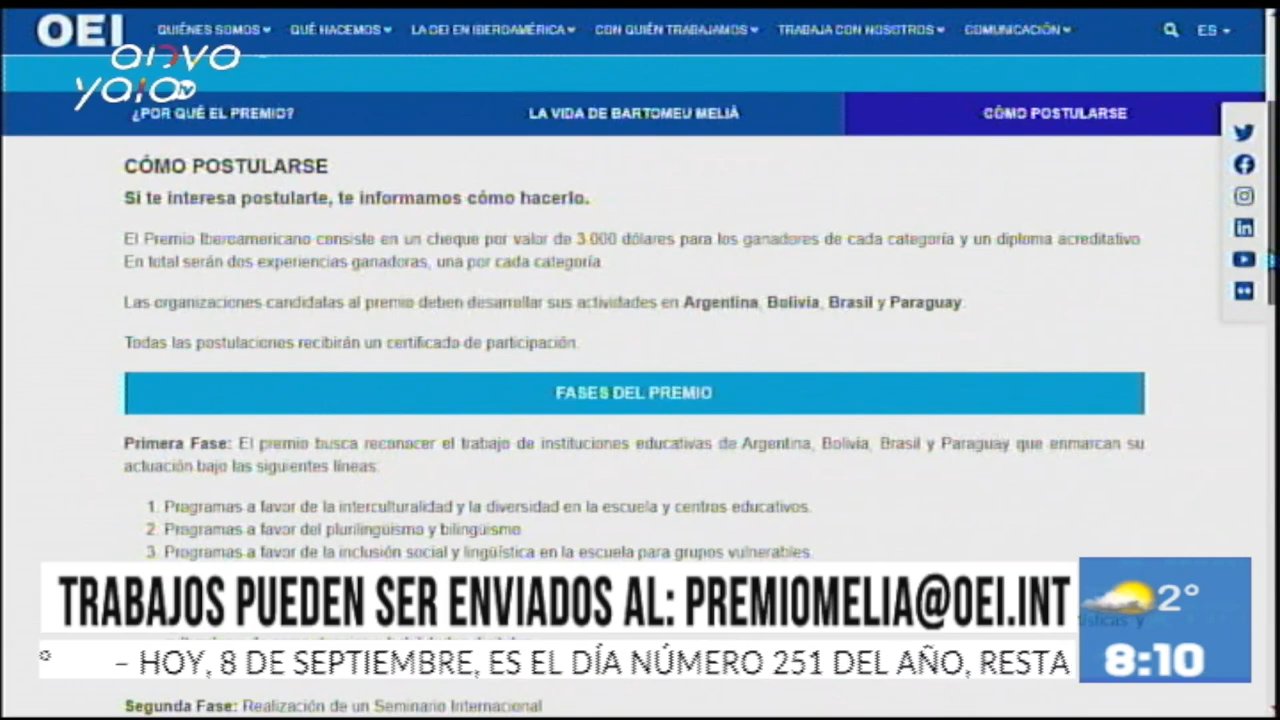 OEI
QUIÉNES SOMOS QUÉ HACEMOS LA OEI EN IBEROAMÉRICA CON QUIÉN TRABAJAMOS TRABAJA CON NOSOTROS COMUNICACIÓN ES
¿POR QUÉ EL PREMIO? LA VIDA DE BARTOMEU MELIÀ CÓMO POSTULARSE
CÓMO POSTULARSE
Si te interesa postularte, te informamos cómo hacerlo.
El Premio Iberoamericano consiste en un cheque por valor de 3.000 dólares para los ganadores de cada categoría y un diploma acreditativo.
En total serán dos experiencias ganadoras, una por cada categoría.
Las organizaciones candidatas al premio deben desarrollar sus actividades en Argentina, Bolivia, Brasil y Paraguay.
Todas las postulaciones recibirán un certificado de participación.
FASES DEL PREMIO
Primera Fase: El premio busca reconocer el trabajo de instituciones educativas de Argentina, Bolivia, Brasil y Paraguay que enmarcan su
actuación bajo las siguientes líneas:
1. Programas a favor de la interculturalidad y la diversidad en la escuela y centros educativos.
2. Programas a favor del plurilingüismo y bilingüismo
3. Programas a favor de la inclusión social y lingüística en la escuela para grupos vulnerables.
TRABAJOS PUEDEN SER ENVIADOS AL: PREMIOMELIA@OEI.INT
2°
° – HOY, 8 DE SEPTIEMBRE, ES EL DÍA NÚMERO 251 DEL AÑO, RESTA
8:10
Segunda Fase: Realización de un Seminario Internacional